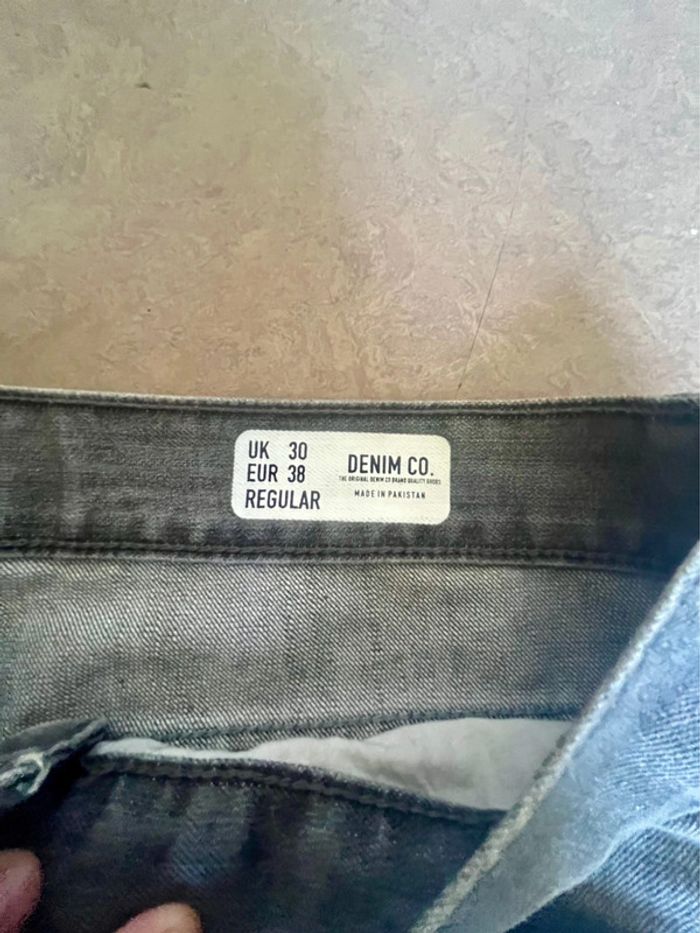 UK 30
EUR 38
REGULAR
DENIM CO.
THE ORIGINAL DENIM CO BRAND QUALITY GOODS
MADE IN PAKISTAN